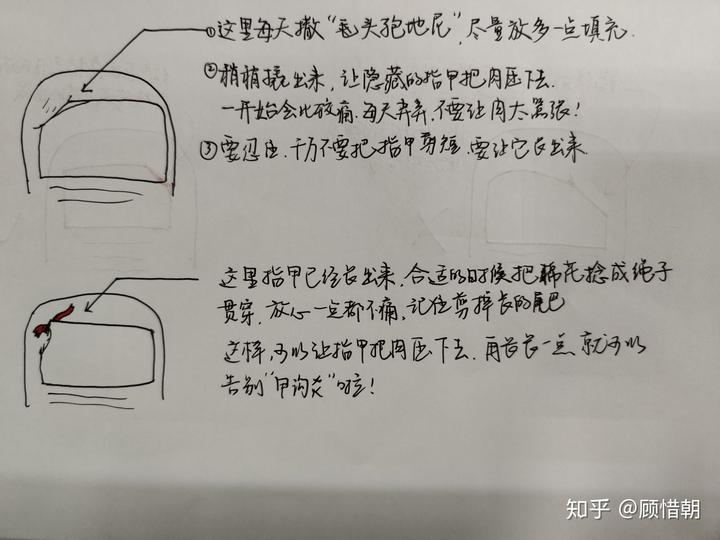 ①这里每天撒“毛头孢地尼”,尽量放多一点填充.
②稍稍撬出来,让隐藏的指甲把肉压下去.
一开始会比较痛.每天弄弄,不要让肉太嚣张!
③要忍住.千万不要把指甲剪短.要让它长出来.
这里指甲已经长出来,合适的时候把棉花捻成绳子
贯穿.放心一点都不痛,记住剪掉长的尾巴
这样,可以让指甲把肉压下去.再长长一点就可以
告别“甲沟炎”啦!
知乎 @顾惜朝